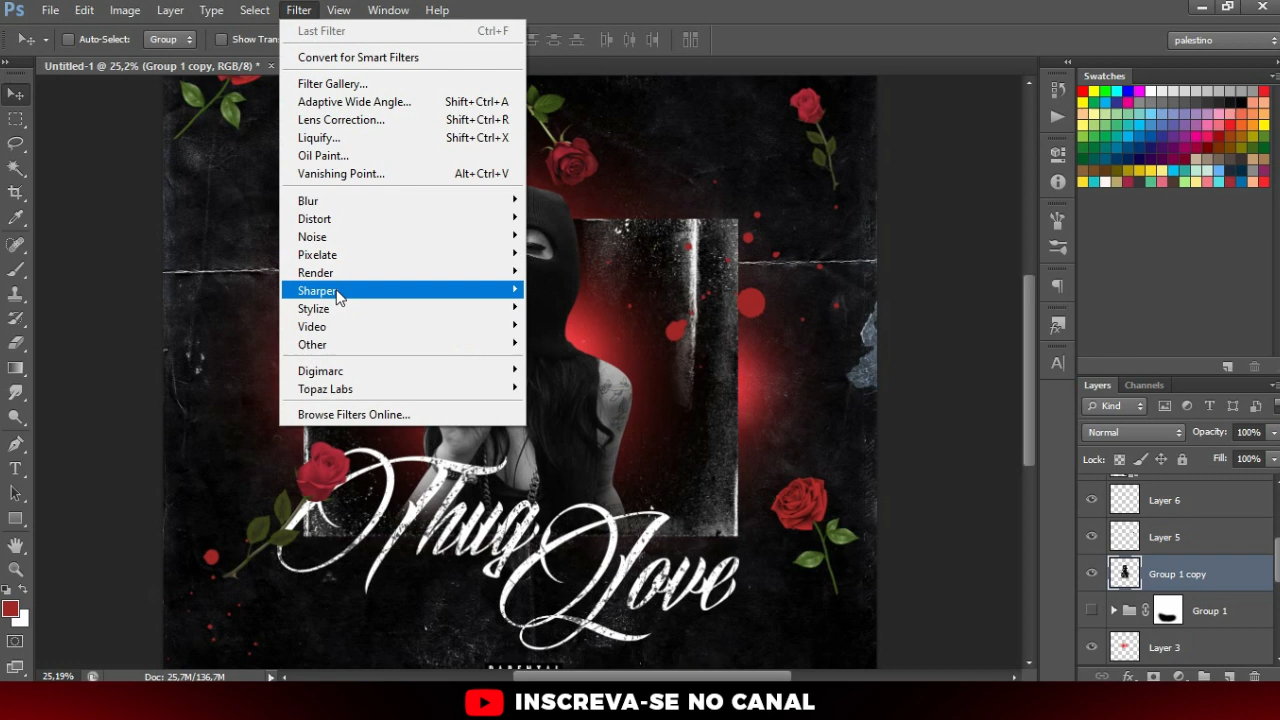 Ps File Edit Image Layer Type Select Filter View Window Help
Auto-Select: Group Show Tran
palestino
Untitled-1 @ 25,2% (Group 1 copy, RGB/8) *
Last Filter Ctrl+F
Convert for Smart Filters
Filter Gallery...
Adaptive Wide Angle... Shift+Ctrl+A
Lens Correction... Shift+Ctrl+R
Liquify... Shift+Ctrl+X
Oil Paint...
Vanishing Point... Alt+Ctrl+V
Blur
Distort
Noise
Pixelate
Render
Sharpen
Stylize
Video
Other
Digimarc
Topaz Labs
Browse Filters Online...
Thug
Love
PARENTAL
Swatches
Layers Channels
Kind
Normal Opacity: 100%
Lock: Fill: 100%
Layer 6
Layer 5
Group 1 copy
Group 1
Layer 3
25,19% Doc: 25,7M/136,7M
INSCREVA-SE NO CANAL